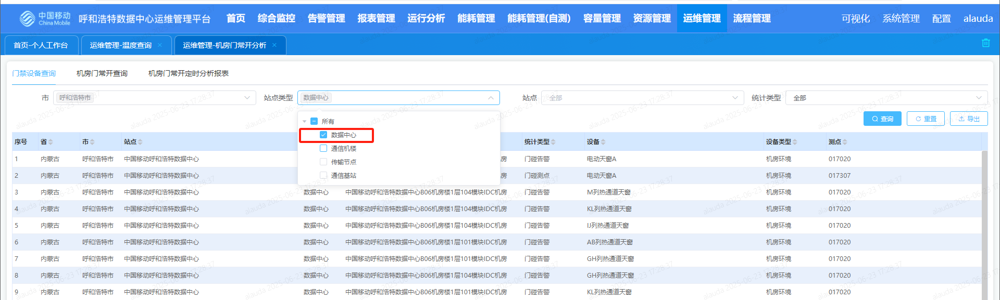 中国移动 China Mobile 呼和浩特数据中心运维管理平台 首页 综合监控 告警管理 报表管理 运行分析 能耗管理 能耗管理(自测) 容量管理 资源管理 运维管理 流程管理 可视化 系统管理 配置 alauda
首页-个人工作台 运维管理-温度查询 × 运维管理-机房门常开分析 ×
门禁设备查询 机房门常开查询 机房门常开定时分析报表
市 呼和浩特市 站点类型 数据中心 站点 全部 统计类型 全部
查询 重置 导出
所有
数据中心
通信机楼
传输节点
通信基站
序号 省 市 站点 统计类型 设备 设备类型 测点
1 内蒙古 呼和浩特市 中国移动呼和浩特数据中心 房 门碰告警 电动天窗A 机房环境 017020
2 内蒙古 呼和浩特市 中国移动呼和浩特数据中心 房 门碰测点 电动天窗A 机房环境 017307
3 内蒙古 呼和浩特市 中国移动呼和浩特数据中心 数据中心 中国移动呼和浩特数据中心B06机房楼1层104模块IDC机房 门碰告警 M列热通道天窗 机房环境 017020
4 内蒙古 呼和浩特市 中国移动呼和浩特数据中心 数据中心 中国移动呼和浩特数据中心B06机房楼1层104模块IDC机房 门碰告警 KL列热通道天窗 机房环境 017020
5 内蒙古 呼和浩特市 中国移动呼和浩特数据中心 数据中心 中国移动呼和浩特数据中心B06机房楼1层104模块IDC机房 门碰告警 IJ列热通道天窗 机房环境 017020
6 内蒙古 呼和浩特市 中国移动呼和浩特数据中心 数据中心 中国移动呼和浩特数据中心B06机房楼1层101模块IDC机房 门碰告警 AB列热通道天窗 机房环境 017020
7 内蒙古 呼和浩特市 中国移动呼和浩特数据中心 数据中心 中国移动呼和浩特数据中心B06机房楼1层101模块IDC机房 门碰告警 GH列热通道天窗 机房环境 017020
8 内蒙古 呼和浩特市 中国移动呼和浩特数据中心 数据中心 中国移动呼和浩特数据中心B06机房楼1层104模块IDC机房 门碰告警 GH列热通道天窗 机房环境 017020
9 内蒙古 呼和浩特市 中国移动呼和浩特数据中心 数据中心 中国移动呼和浩特数据中心B06机房楼1层101模块IDC机房 门碰告警 KL列热通道天窗 机房环境 017020
alauda 2025-06-23 17:28:37